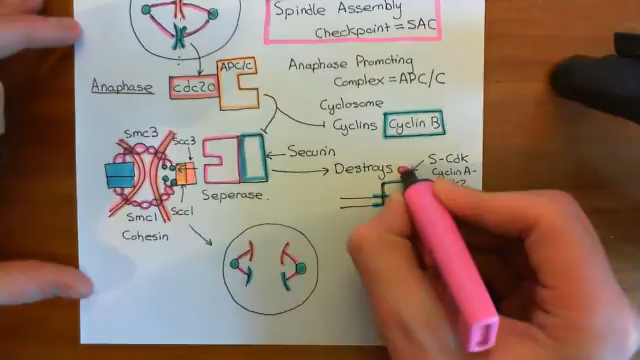 Spindle Assembly
Checkpoint = SAC
Anaphase
cdc20
APC/C
Anaphase Promoting
Complex = APC/C
Cyclosome
Cyclins
Cyclin B
Smc3
Scc3
Smc1
Scc1
Cohesin
Securin
Seperase.
Destroys
S-Cdk
Cyclin A-